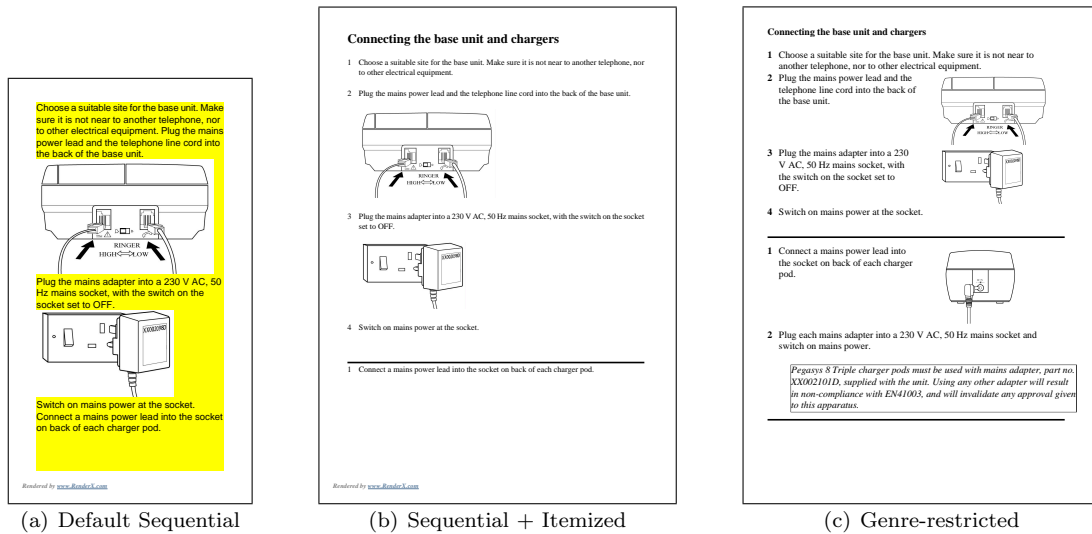 Choose a suitable site for the base unit. Make
sure it is not near to another telephone, nor
to other electrical equipment. Plug the mains
power lead and the telephone line cord into
the back of the base unit.
RINGER
HIGH⇔LOW
Plug the mains adapter into a 230 V AC, 50
Hz mains socket, with the switch on the
socket set to OFF.
Switch on mains power at the socket.
Connect a mains power lead into the socket
on back of each charger pod.
Rendered by www.RenderX.com
(a) Default Sequential
Connecting the base unit and chargers
1 Choose a suitable site for the base unit. Make sure it is not near to another telephone, nor
to other electrical equipment.
2 Plug the mains power lead and the telephone line cord into the back of the base unit.
RINGER
HIGH⇔LOW
3 Plug the mains adapter into a 230 V AC, 50 Hz mains socket, with the switch on the socket
set to OFF.
4 Switch on mains power at the socket.
1 Connect a mains power lead into the socket on back of each charger pod.
Rendered by www.RenderX.com
(b) Sequential + Itemized
Connecting the base unit and chargers
1 Choose a suitable site for the base unit. Make sure it is not near to
another telephone, nor to other electrical equipment.
2 Plug the mains power lead and the
telephone line cord into the back of
the base unit.
RINGER
HIGH⇔LOW
3 Plug the mains adapter into a 230
V AC, 50 Hz mains socket, with
the switch on the socket set to
OFF.
4 Switch on mains power at the socket.
1 Connect a mains power lead into
the socket on back of each charger
pod.
2 Plug each mains adapter into a 230 V AC, 50 Hz mains socket and
switch on mains power.
Pegasys 8 Triple charger pods must be used with mains adapter, part no.
XX002101D, supplied with the unit. Using any other adapter will result
in non-compliance with EN41003, and will invalidate any approval given
to this apparatus.
(c) Genre-restricted